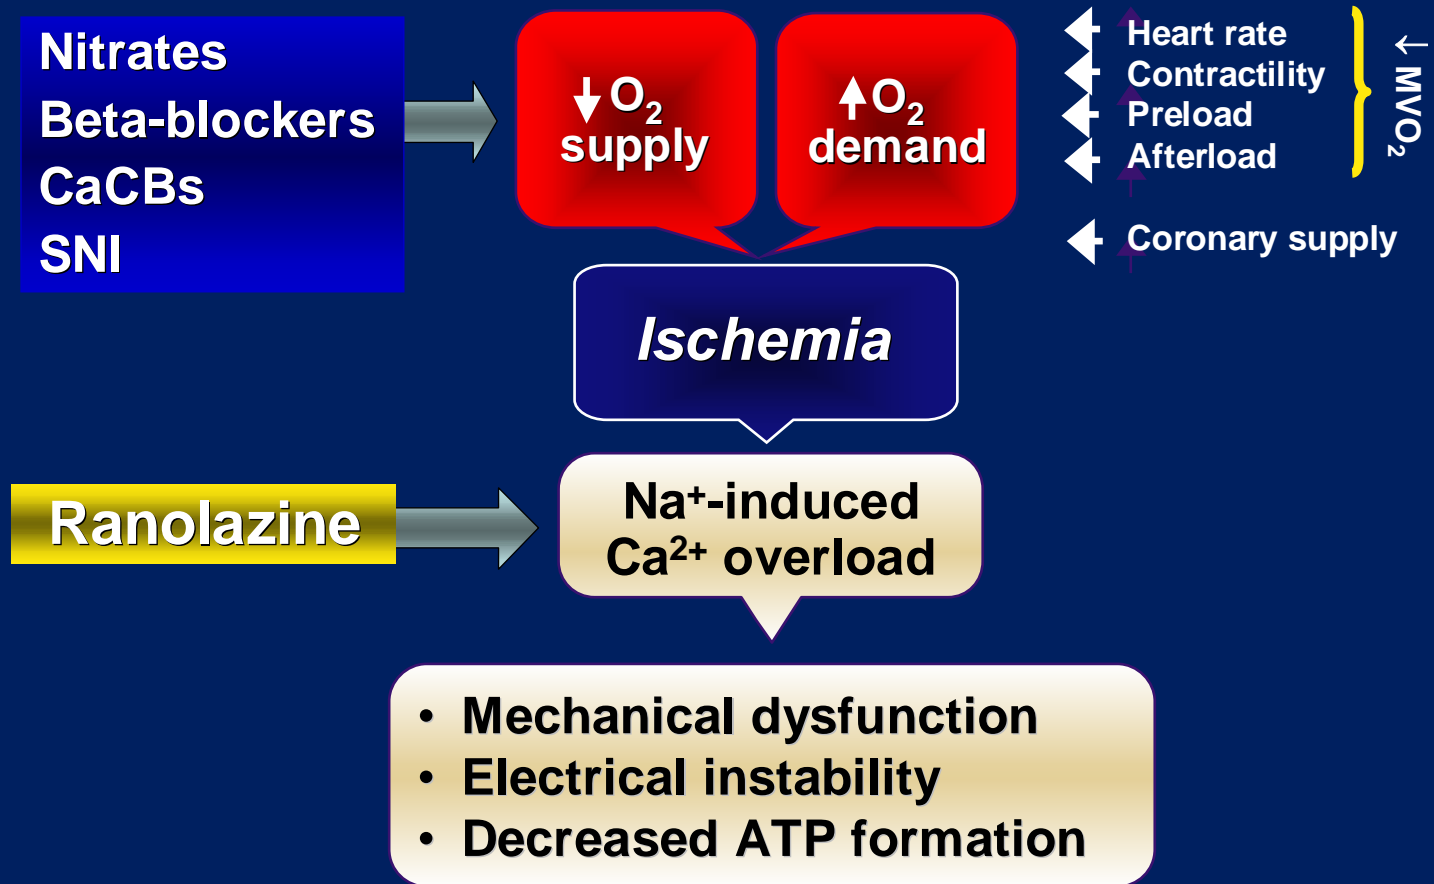 Nitrates
Beta-blockers
CaCBs
SNI
↓ O₂
supply
↑ O₂
demand
Heart rate
Contractility
Preload
Afterload
↓ MVO₂
Coronary supply
Ischemia
Ranolazine
Na⁺-induced
Ca²⁺ overload
• Mechanical dysfunction
• Electrical instability
• Decreased ATP formation